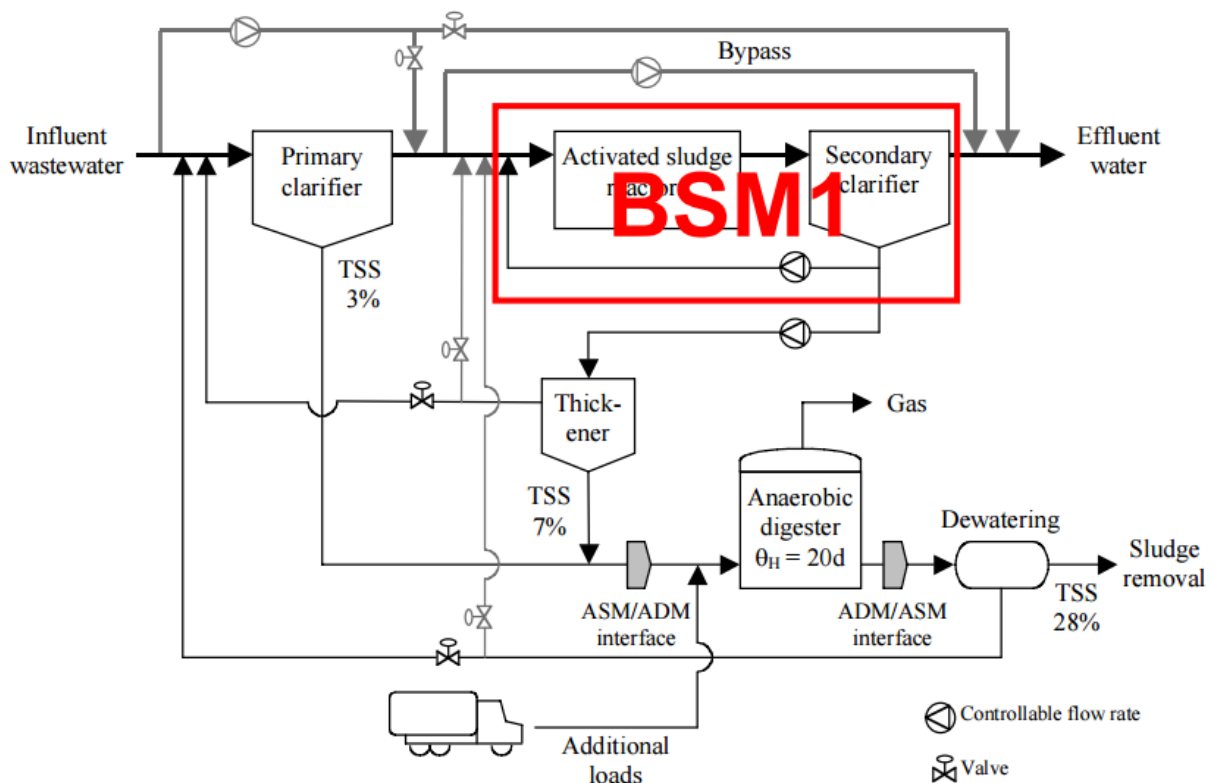 Bypass
Influent
wastewater
Primary
clarifier
Activated sludge
reactor
Secondary
clarifier
Effluent
water
BSM1
TSS
3%
Thick-
ener
Gas
TSS
7%
Anaerobic
digester
θH = 20d
Dewatering
Sludge
removal
TSS
28%
ASM/ADM
interface
ADM/ASM
interface
Additional
loads
Controllable flow rate
Valve